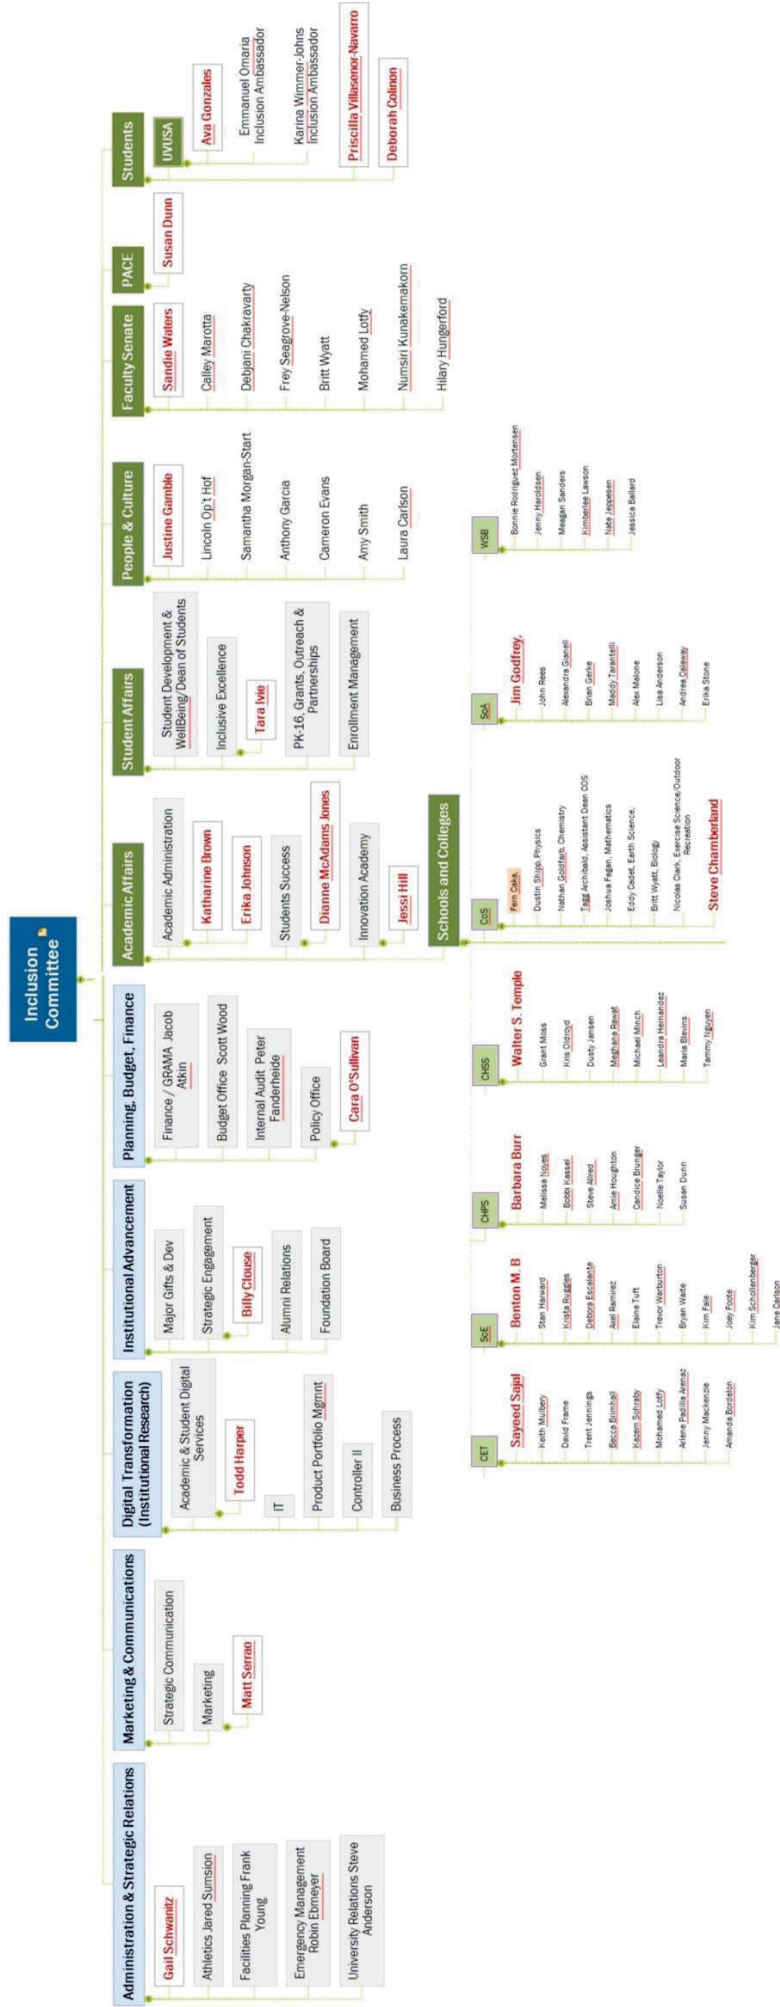 Inclusion
Committee
Administration & Strategic Relations
Gail Schwanitz
Athletics Jared Sumsion
Facilities Planning Frank
Young
Emergency Management
Robin Ebmeyer
University Relations Steve
Anderson
Marketing & Communications
Strategic Communication
Marketing
Matt Serrao
Digital Transformation
(Institutional Research)
Academic & Student Digital
Services
Todd Harper
IT
Product Portfolio Mgmnt
Controller II
Business Process
Institutional Advancement
Major Gifts & Dev
Strategic Engagement
Billy Clouse
Alumni Relations
Foundation Board
Planning, Budget, Finance
Finance / GRAMA Jacob
Atkin
Budget Office Scott Wood
Internal Audit Peter
Fanderheide
Policy Office
Cara O'Sullivan
Academic Affairs
Academic Administration
Katharine Brown
Erika Johnson
Students Success
Dianne McAdams Jones
Innovation Academy
Jessi Hill
Student Affairs
Student Development &
WellBeing/Dean of Students
Inclusive Excellence
Tara Ivie
PK-16, Grants, Outreach &
Partnerships
Enrollment Management
People & Culture
Justine Gamble
Lincoln Op't Hof
Samantha Morgan-Start
Anthony Garcia
Cameron Evans
Amy Smith
Laura Carlson
Faculty Senate
Sandie Waters
Calley Marotta
Debjani Chakravarty
Frey Seagrove-Nelson
Britt Wyatt
Mohamed Lotfy
Numsiri Kunakemakorn
Hilary Hungerford
PACE
Susan Dunn
Students
UVUSA
Ava Gonzales
Emmanuel Omaria
Inclusion Ambassador
Karina Wimmer-Johns
Inclusion Ambassador
Priscilla Villasenor-Navarro
Deborah Colinon
Schools and Colleges
CET
Sayeed Sajal
Keith Mulbery
David Frame
Trent Jennings
Becca Brimhall
Kazem Sohraby
Mohamed Lotfy
Arlene Padilla Arenaz
Jenny Mackenzie
Amanda Bordelon
SoE
Benton M. B
Stan Harward
Krista Ruggles
Debora Escalante
Axel Ramirez
Elaine Tuft
Trevor Warburton
Bryan Waite
Kim Fale
Joey Foote
Kim Schollenberger
Jane Carlson
CHPS
Barbara Burr
Melissa Noyes
Bobbi Kassel
Steve Allred
Amie Houghton
Candice Brunger
Noelle Taylor
Susan Dunn
CHSS
Walter S. Temple
Grant Moss
Kris Oldroyd
Dusty Jansen
Meghana Rawat
Michael Minch
Leandra Hernandez
Maria Blevins
Tammy Nguyen
CoS
Fern Caka,
Dustin Shipp, Physics
Nathan Goldfarb, Chemistry
Tagg Archibald, Assistant Dean COS
Joshua Fagan, Mathematics
Eddy Cadet, Earth Science,
Britt Wyatt, Biology
Nicolas Clark, Exercise Science/Outdoor
Recreation
Steve Chamberland
SoA
Jim Godfrey,
John Rees
Alexandra Gianell
Brian Gerke
Maddy Tarantelli
Alex Malone
Lisa Anderson
Andrea Calaway
Erika Stone
WSB
Bonnie Rodriguez Mortensen
Jenny Haroldsen
Meagan Sanders
Kimberlee Lawson
Nate Jeppesen
Jessica Ballard